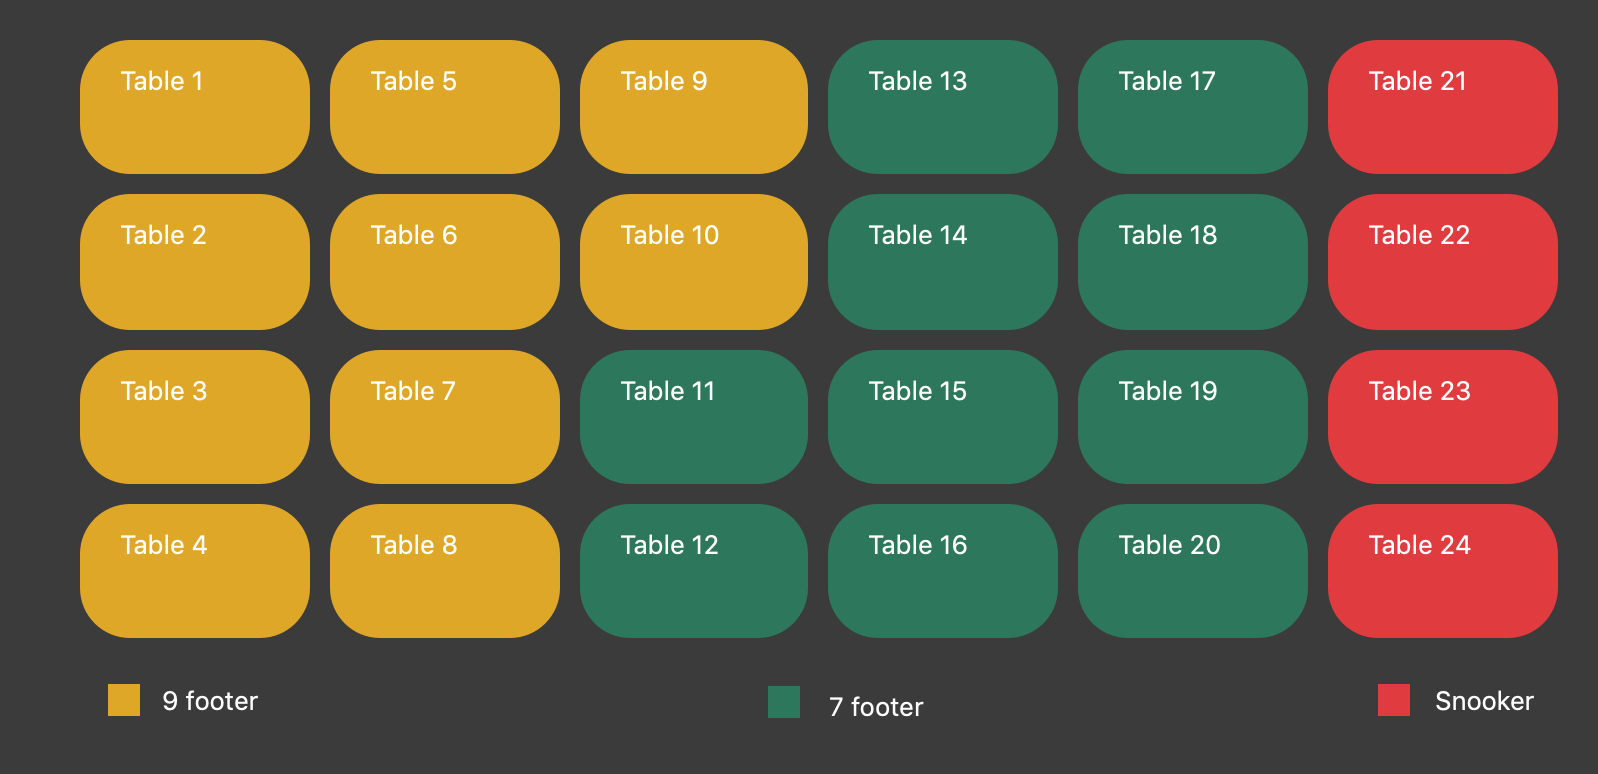 Table 1
Table 5
Table 9
Table 13
Table 17
Table 21
Table 2
Table 6
Table 10
Table 14
Table 18
Table 22
Table 3
Table 7
Table 11
Table 15
Table 19
Table 23
Table 4
Table 8
Table 12
Table 16
Table 20
Table 24
9 footer
7 footer
Snooker